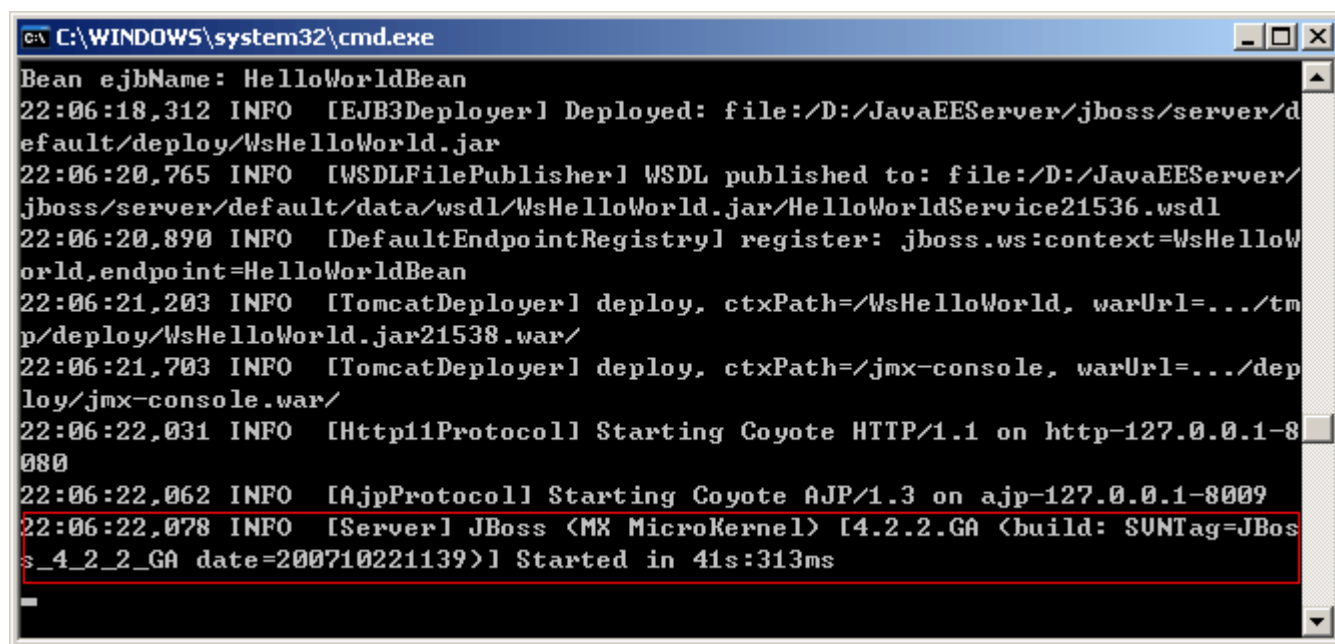 C:\WINDOWS\system32\cmd.exe
Bean ejbName: HelloWorldBean
22:06:18,312 INFO  [EJB3Deployer] Deployed: file:/D:/JavaEEServer/jboss/server/d
efault/deploy/WsHelloWorld.jar
22:06:20,765 INFO  [WSDLFilePublisher] WSDL published to: file:/D:/JavaEEServer/
jboss/server/default/data/wsdl/WsHelloWorld.jar/HelloWorldService21536.wsdl
22:06:20,890 INFO  [DefaultEndpointRegistry] register: jboss.ws:context=WsHelloW
orld,endpoint=HelloWorldBean
22:06:21,203 INFO  [TomcatDeployer] deploy, ctxPath=/WsHelloWorld, warUrl=.../tm
p/deploy/WsHelloWorld.jar21538.war/
22:06:21,703 INFO  [TomcatDeployer] deploy, ctxPath=/jmx-console, warUrl=.../dep
loy/jmx-console.war/
22:06:22,031 INFO  [Http11Protocol] Starting Coyote HTTP/1.1 on http-127.0.0.1-8
080
22:06:22,062 INFO  [AjpProtocol] Starting Coyote AJP/1.3 on ajp-127.0.0.1-8009
22:06:22,078 INFO  [Server] JBoss (MX MicroKernel) [4.2.2.GA (build: SVNTag=JBos
s_4_2_2_GA date=200710221139)] Started in 41s:313ms